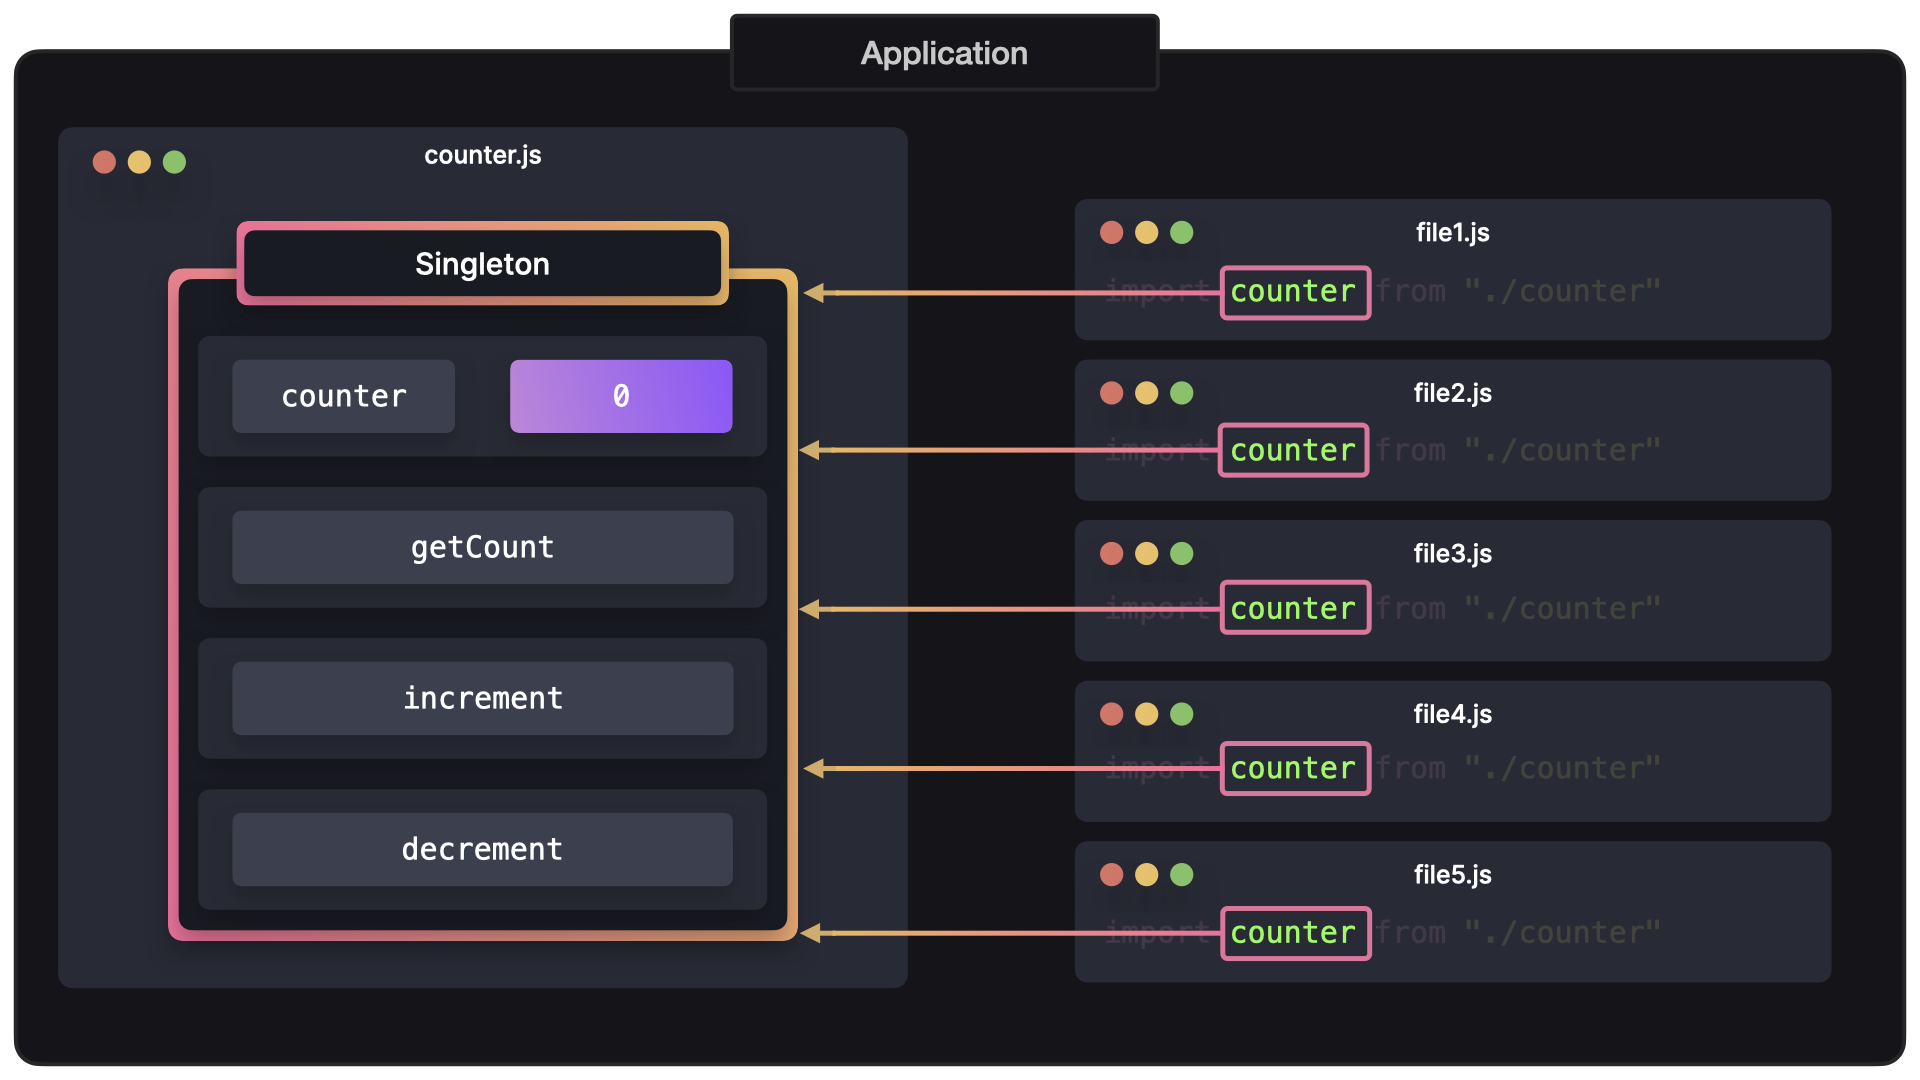 Application
counter.js
Singleton
counter 0
getCount
increment
decrement
file1.js
import counter from "./counter"
file2.js
import counter from "./counter"
file3.js
import counter from "./counter"
file4.js
import counter from "./counter"
file5.js
import counter from "./counter"